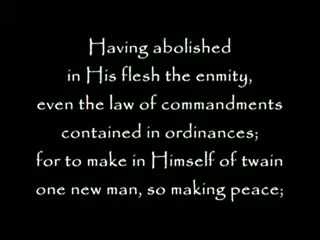 Having abolished
in His flesh the enmity,
even the law of commandments
contained in ordinances;
for to make in Himself of twain
one new man, so making peace;